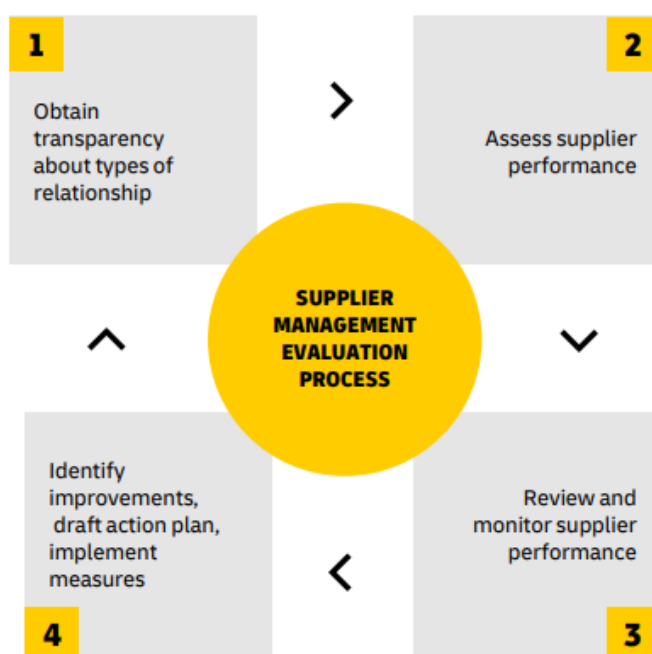 1
Obtain
transparency
about types of
relationship
2
Assess supplier
performance
SUPPLIER
MANAGEMENT
EVALUATION
PROCESS
Review and
monitor supplier
performance
3
Identify
improvements,
draft action plan,
implement
measures
4